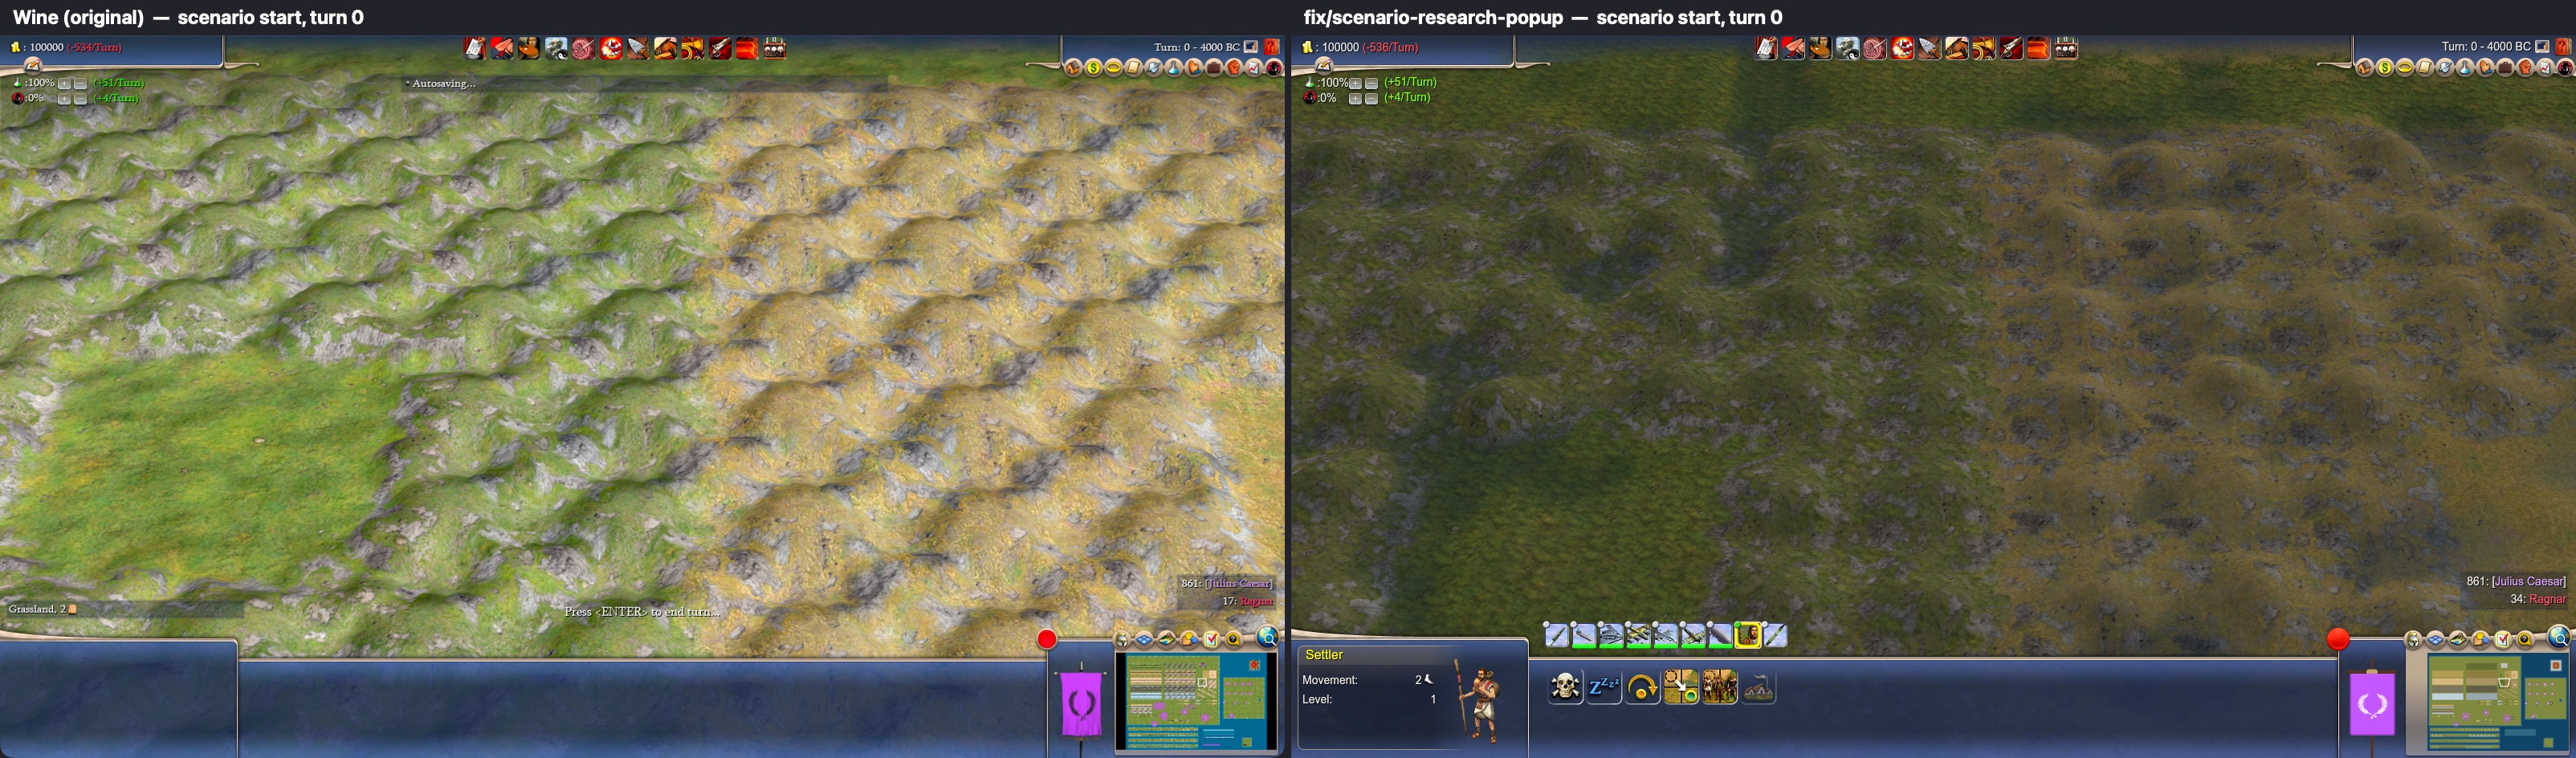 Wine (original) — scenario start, turn 0
: 100000 (-534/Turn)
Turn: 0 - 4000 BC
:100% (+51/Turn)
:0% (+4/Turn)
* Autosaving...
861: [Julius Caesar]
17: Ragnar
Grassland, 2
Press <ENTER> to end turn...
fix/scenario-research-popup — scenario start, turn 0
: 100000 (-536/Turn)
Turn: 0 - 4000 BC
:100% (+51/Turn)
:0% (+4/Turn)
861: [Julius Caesar]
34: Ragnar
Settler
Movement: 2
Level: 1
ZZzzz